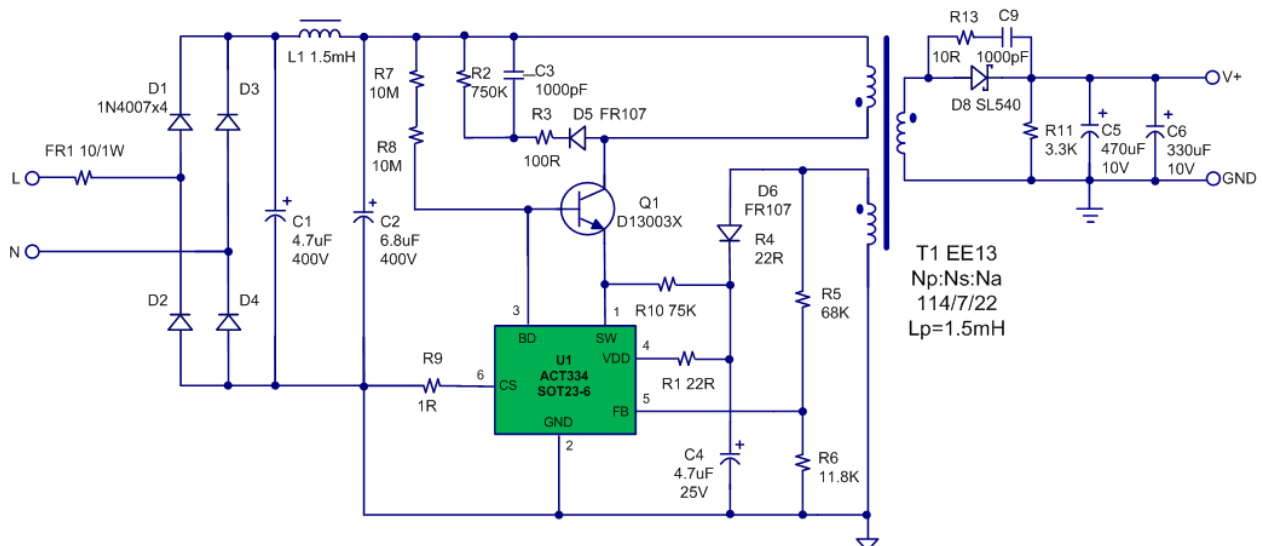 L1 1.5mH
D1
1N4007x4
D3
FR1 10/1W
L
N
D2
D4
C1
4.7uF
400V
C2
6.8uF
400V
R7
10M
R8
10M
R2
750K
C3
1000pF
R3
100R
D5 FR107
Q1
D13003X
D6
FR107
R4
22R
R10 75K
R5
68K
R9
1R
3
1
4
5
6
2
BD
SW
VDD
CS
FB
GND
U1
ACT334
SOT23-6
R1 22R
C4
4.7uF
25V
R6
11.8K
R13
10R
C9
1000pF
D8 SL540
R11
3.3K
C5
470uF
10V
C6
330uF
10V
V+
GND
T1 EE13
Np:Ns:Na
114/7/22
Lp=1.5mH